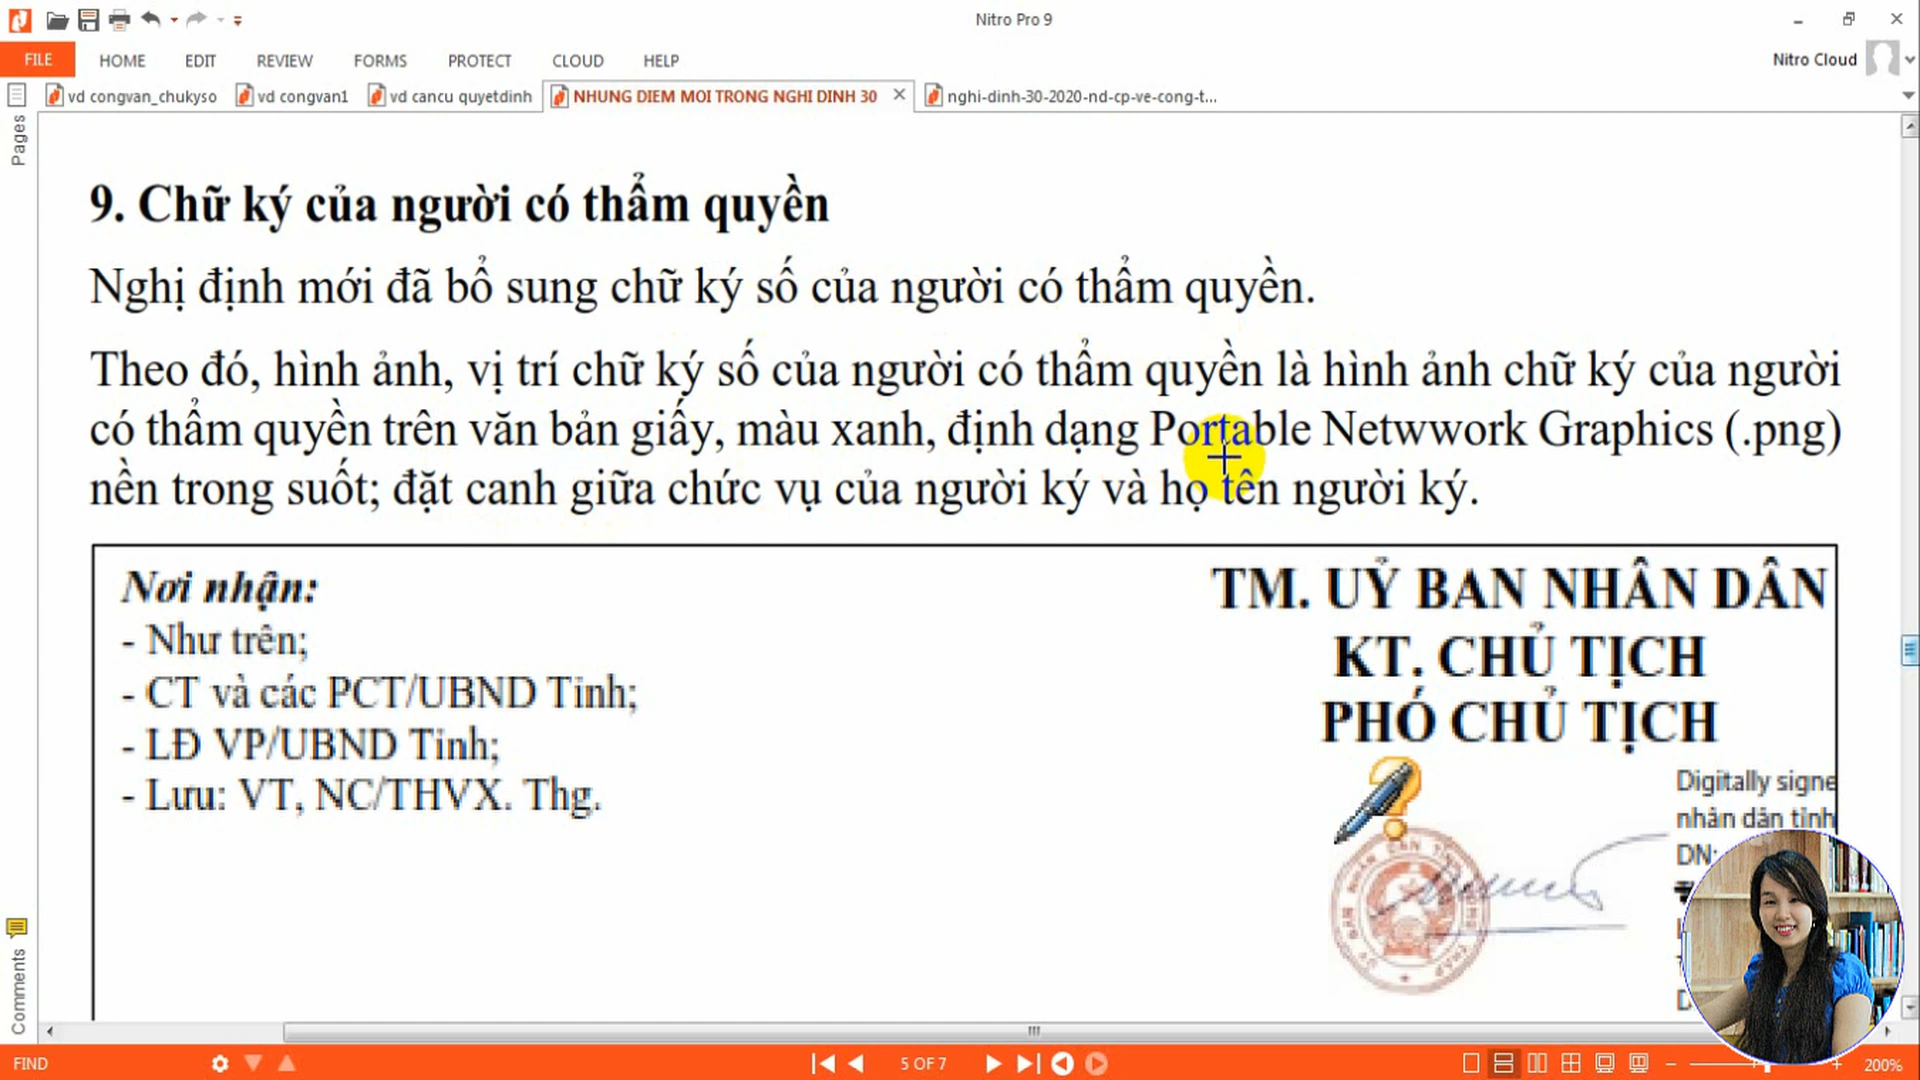 Nitro Pro 9
FILE HOME EDIT REVIEW FORMS PROTECT CLOUD HELP Nitro Cloud
vd congvan_chukyso vd congvan1 vd cancu quyetdinh NHUNG DIEM MOI TRONG NGHI DINH 30 nghi-dinh-30-2020-nd-cp-ve-cong-t...
Pages
9. Chữ ký của người có thẩm quyền
Nghị định mới đã bổ sung chữ ký số của người có thẩm quyền.
Theo đó, hình ảnh, vị trí chữ ký số của người có thẩm quyền là hình ảnh chữ ký của người
có thẩm quyền trên văn bản giấy, màu xanh, định dạng Portable Netwwork Graphics (.png)
nền trong suốt; đặt canh giữa chức vụ của người ký và họ tên người ký.
Nơi nhận:
- Như trên;
- CT và các PCT/UBND Tỉnh;
- LĐ VP/UBND Tỉnh;
- Lưu: VT, NC/THVX. Thg.
TM. UỶ BAN NHÂN DÂN
KT. CHỦ TỊCH
PHÓ CHỦ TỊCH
Digitally signe
nhân dân tỉnh
DN:
Comments
FIND 5 OF 7 200%